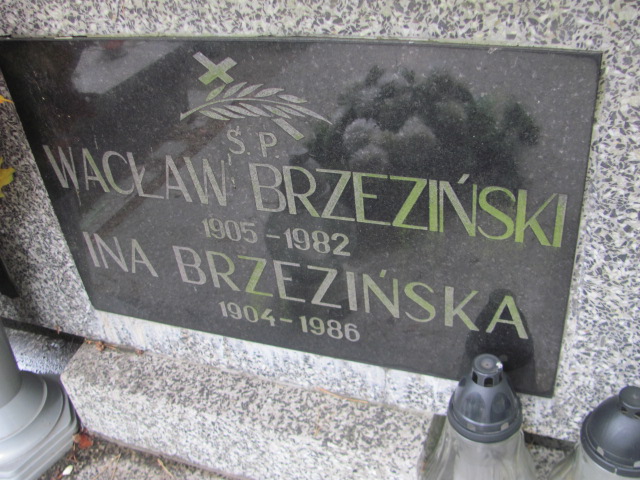 Ś.P.
WACŁAW BRZEZIŃSKI
1905-1982
INA BRZEZIŃSKA
1904-1986